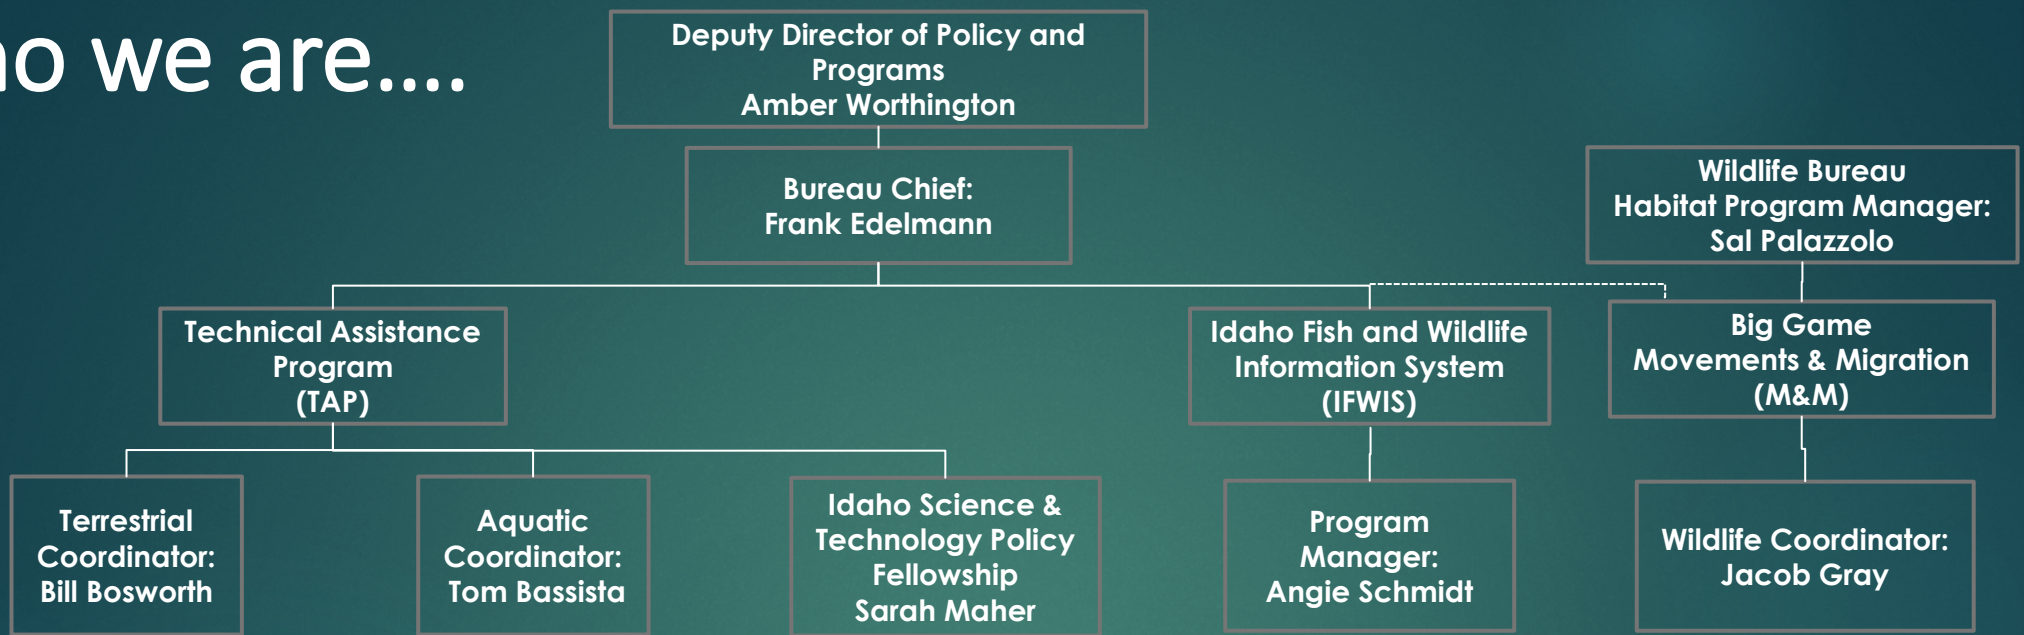 ho we are....
Deputy Director of Policy and
Programs
Amber Worthington
Bureau Chief:
Frank Edelmann
Wildlife Bureau
Habitat Program Manager:
Sal Palazzolo
Technical Assistance
Program
(TAP)
Idaho Fish and Wildlife
Information System
(IFWIS)
Big Game
Movements & Migration
(M&M)
Terrestrial
Coordinator:
Bill Bosworth
Aquatic
Coordinator:
Tom Bassista
Idaho Science &
Technology Policy
Fellowship
Sarah Maher
Program
Manager:
Angie Schmidt
Wildlife Coordinator:
Jacob Gray